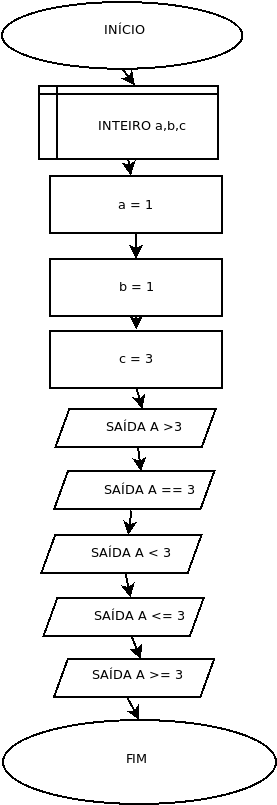 INÍCIO
INTEIRO a,b,c
a = 1
b = 1
c = 3
SAÍDA A >3
SAÍDA A == 3
SAÍDA A < 3
SAÍDA A <= 3
SAÍDA A >= 3
FIM